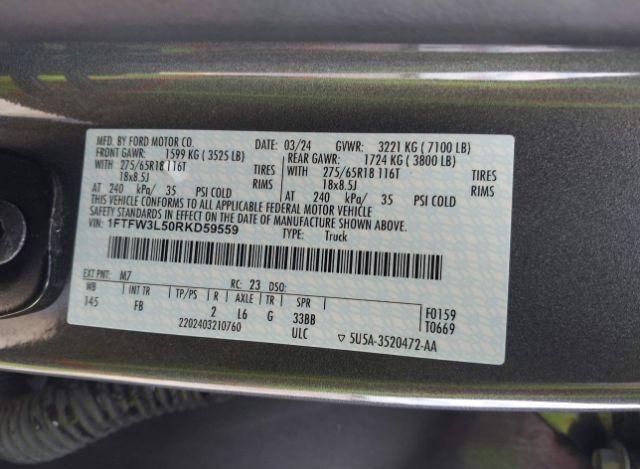 MFD. BY FORD MOTOR CO.
DATE: 03/24 GVWR: 3221 KG ( 7100 LB)
FRONT GAWR: 1599 KG ( 3525 LB)
REAR GAWR: 1724 KG ( 3800 LB)
WITH 275/65R18 116T TIRES
WITH 275/65R18 116T TIRES
18x8.5J RIMS
18x8.5J RIMS
AT 240 kPa/ 35 PSI COLD
AT 240 kPa/ 35 PSI COLD
THIS VEHICLE CONFORMS TO ALL APPLICABLE FEDERAL MOTOR VEHICLE
SAFETY STANDARDS IN EFFECT ON THE DATE OF MANUFACTURE SHOWN ABOVE
VIN: 1FTFW3L50RKD59559
TYPE: Truck
EXT PNT: M7 RC: 23 DSO:
WB INT TR TP/PS R AXLE TR SPR
145 FB 2 L6 G 33BB
F0159
T0669
2202403210760 ULC
▽ 5U5A-3520472-AA